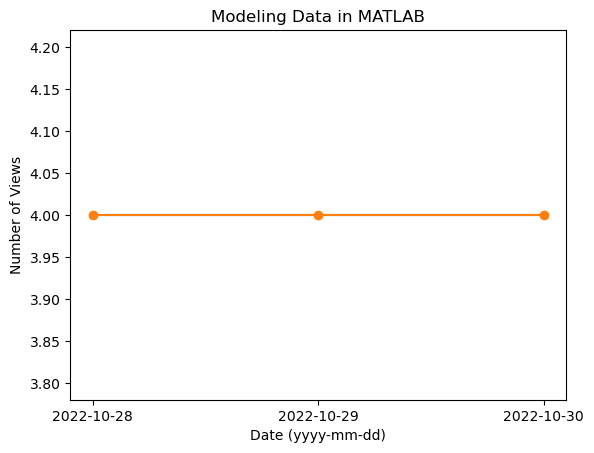 Modeling Data in MATLAB
4.20
4.15
4.10
4.05
4.00
3.95
3.90
3.85
3.80
Number of Views
2022-10-28 2022-10-29 2022-10-30
Date (yyyy-mm-dd)